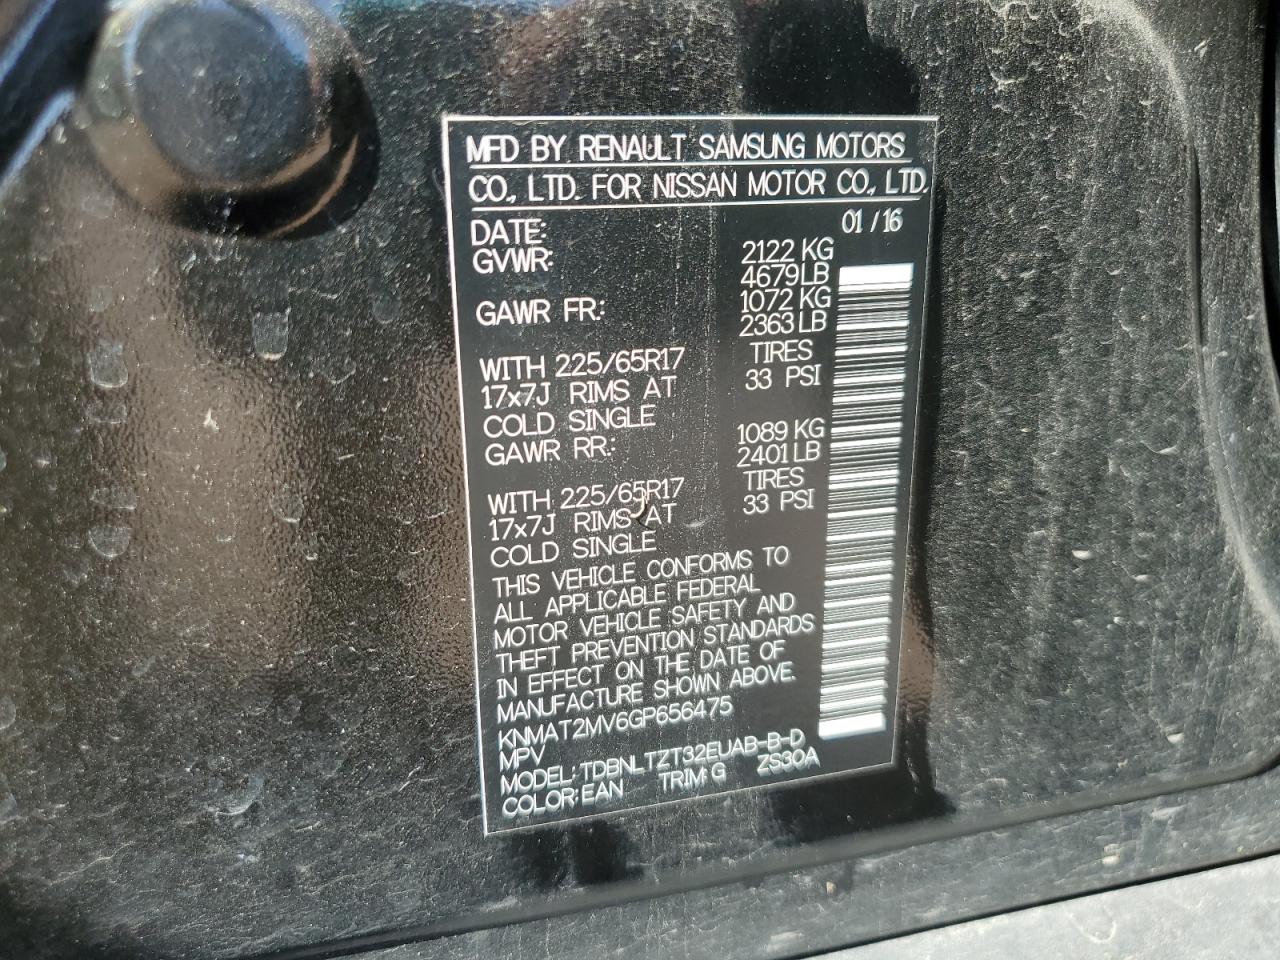 MFD BY RENAULT SAMSUNG MOTORS
CO., LTD. FOR NISSAN MOTOR CO., LTD.
DATE: 01 / 16
GVWR: 2122 KG
4679 LB
GAWR FR: 1072 KG
2363 LB
WITH 225/65R17 TIRES
17x7J RIMS AT 33 PSI
COLD SINGLE
GAWR RR: 1089 KG
2401 LB
WITH 225/65R17 TIRES
17x7J RIMS AT 33 PSI
COLD SINGLE
THIS VEHICLE CONFORMS TO
ALL APPLICABLE FEDERAL
MOTOR VEHICLE SAFETY AND
THEFT PREVENTION STANDARDS
IN EFFECT ON THE DATE OF
MANUFACTURE SHOWN ABOVE.
KNMAT2MV6GP656475
MPV
MODEL: TDBNLTZT32EUAB-B-D
COLOR: EAN TRIM: G ZS30A